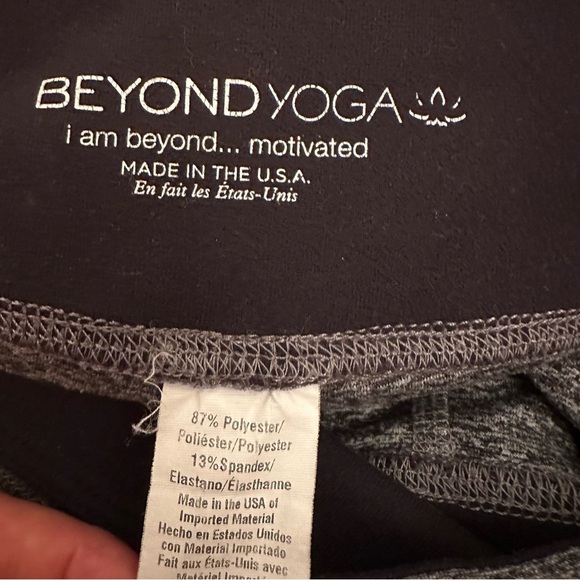 BEYOND YOGA
i am beyond... motivated
MADE IN THE U.S.A.
En fait les États-Unis
87% Polyester/
Poliéster/Polyester
13%Spandex/
Elastano/Élasthanne
Made in the USA of
Imported Material
Hecho en Estados Unidos
con Material Importado
Fait aux États-Unis avec
Matériel